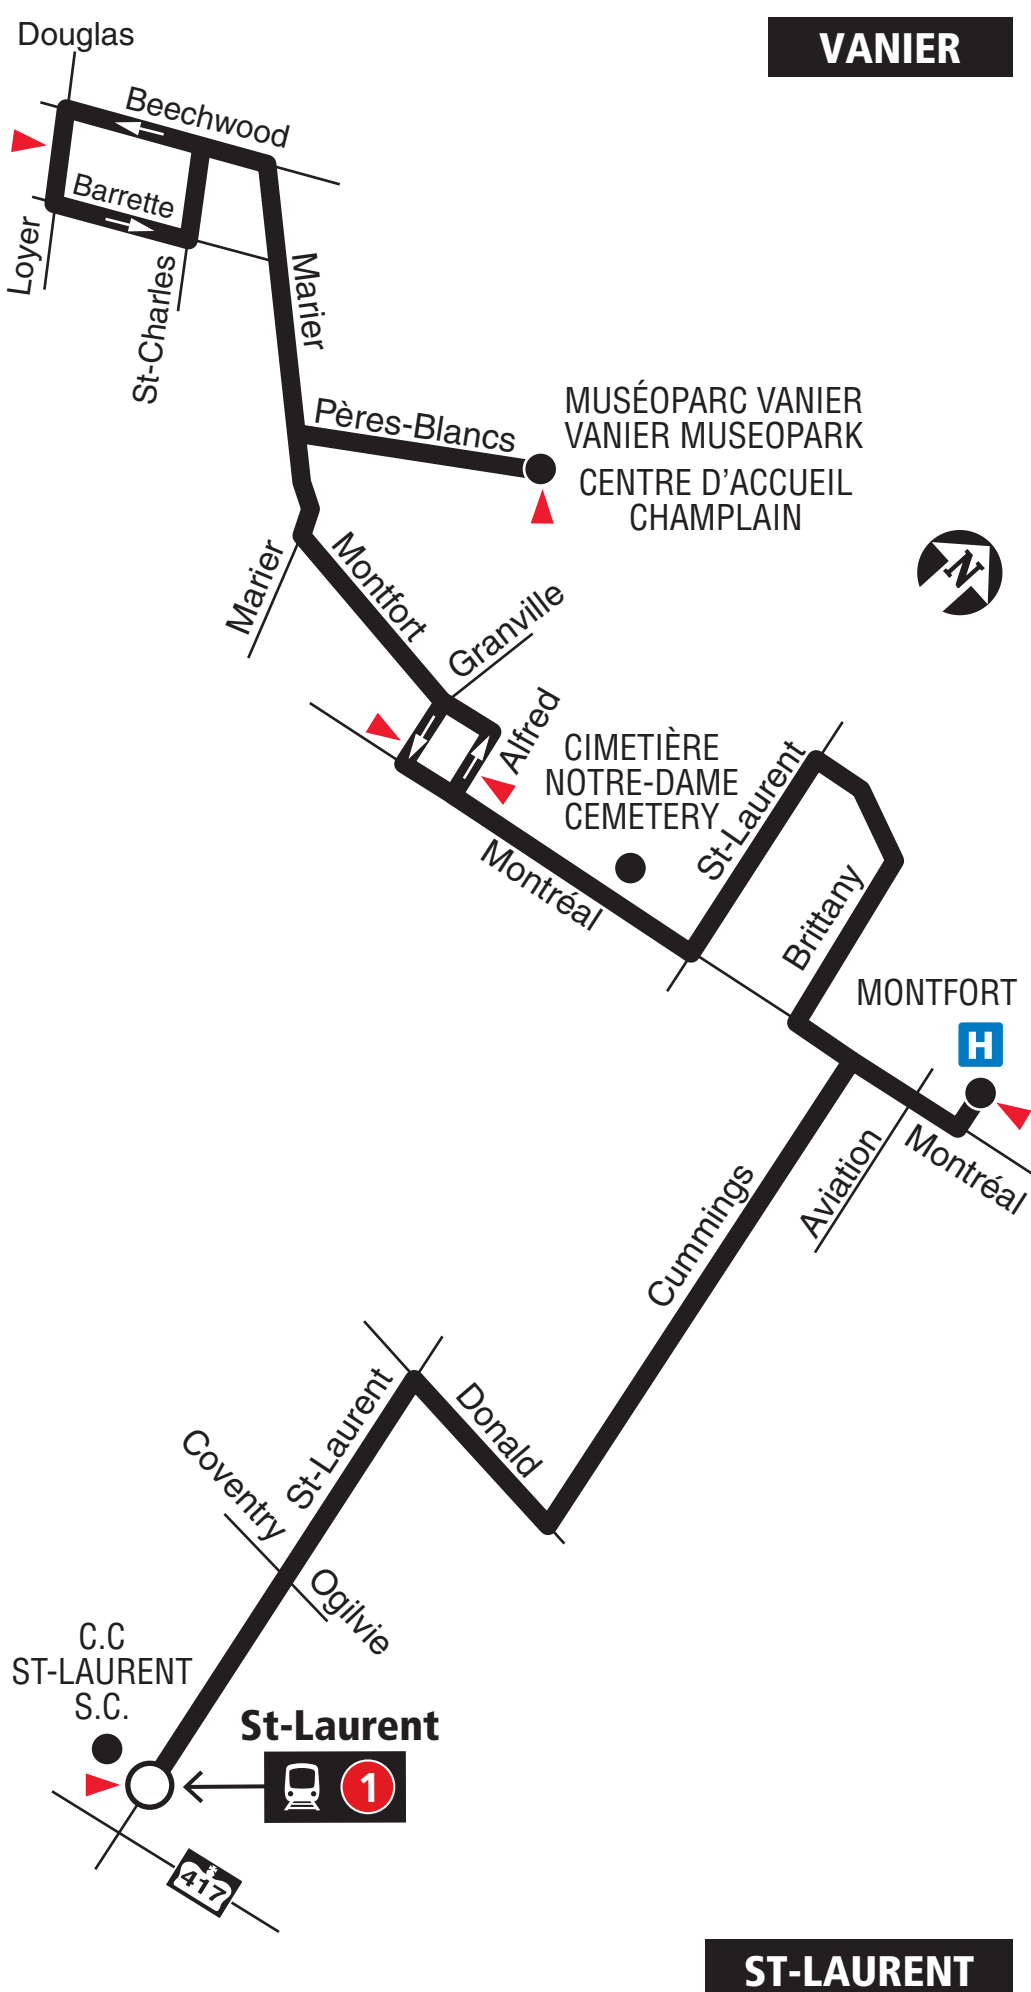 Douglas
VANIER
Beechwood
Barrette
Loyer
St-Charles
Marier
Pères-Blancs
MUSÉOPARC VANIER
VANIER MUSEOPARK
CENTRE D'ACCUEIL
CHAMPLAIN
N
Marier
Montfort
Granville
Alfred
CIMETIÈRE
NOTRE-DAME
CEMETERY
St-Laurent
Montréal
Brittany
MONTFORT
H
Aviation
Montréal
Cummings
Donald
St-Laurent
Coventry
Ogilvie
C.C
ST-LAURENT
S.C.
St-Laurent
1
417
ST-LAURENT